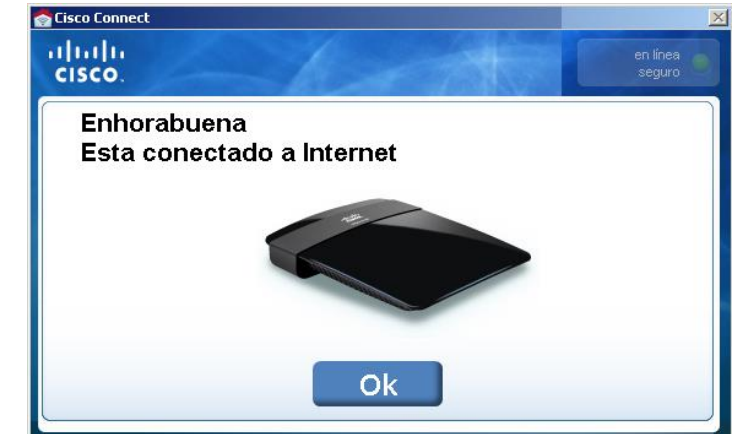 Cisco Connect
CISCO.
en línea
seguro
Enhorabuena
Esta conectado a Internet
Ok